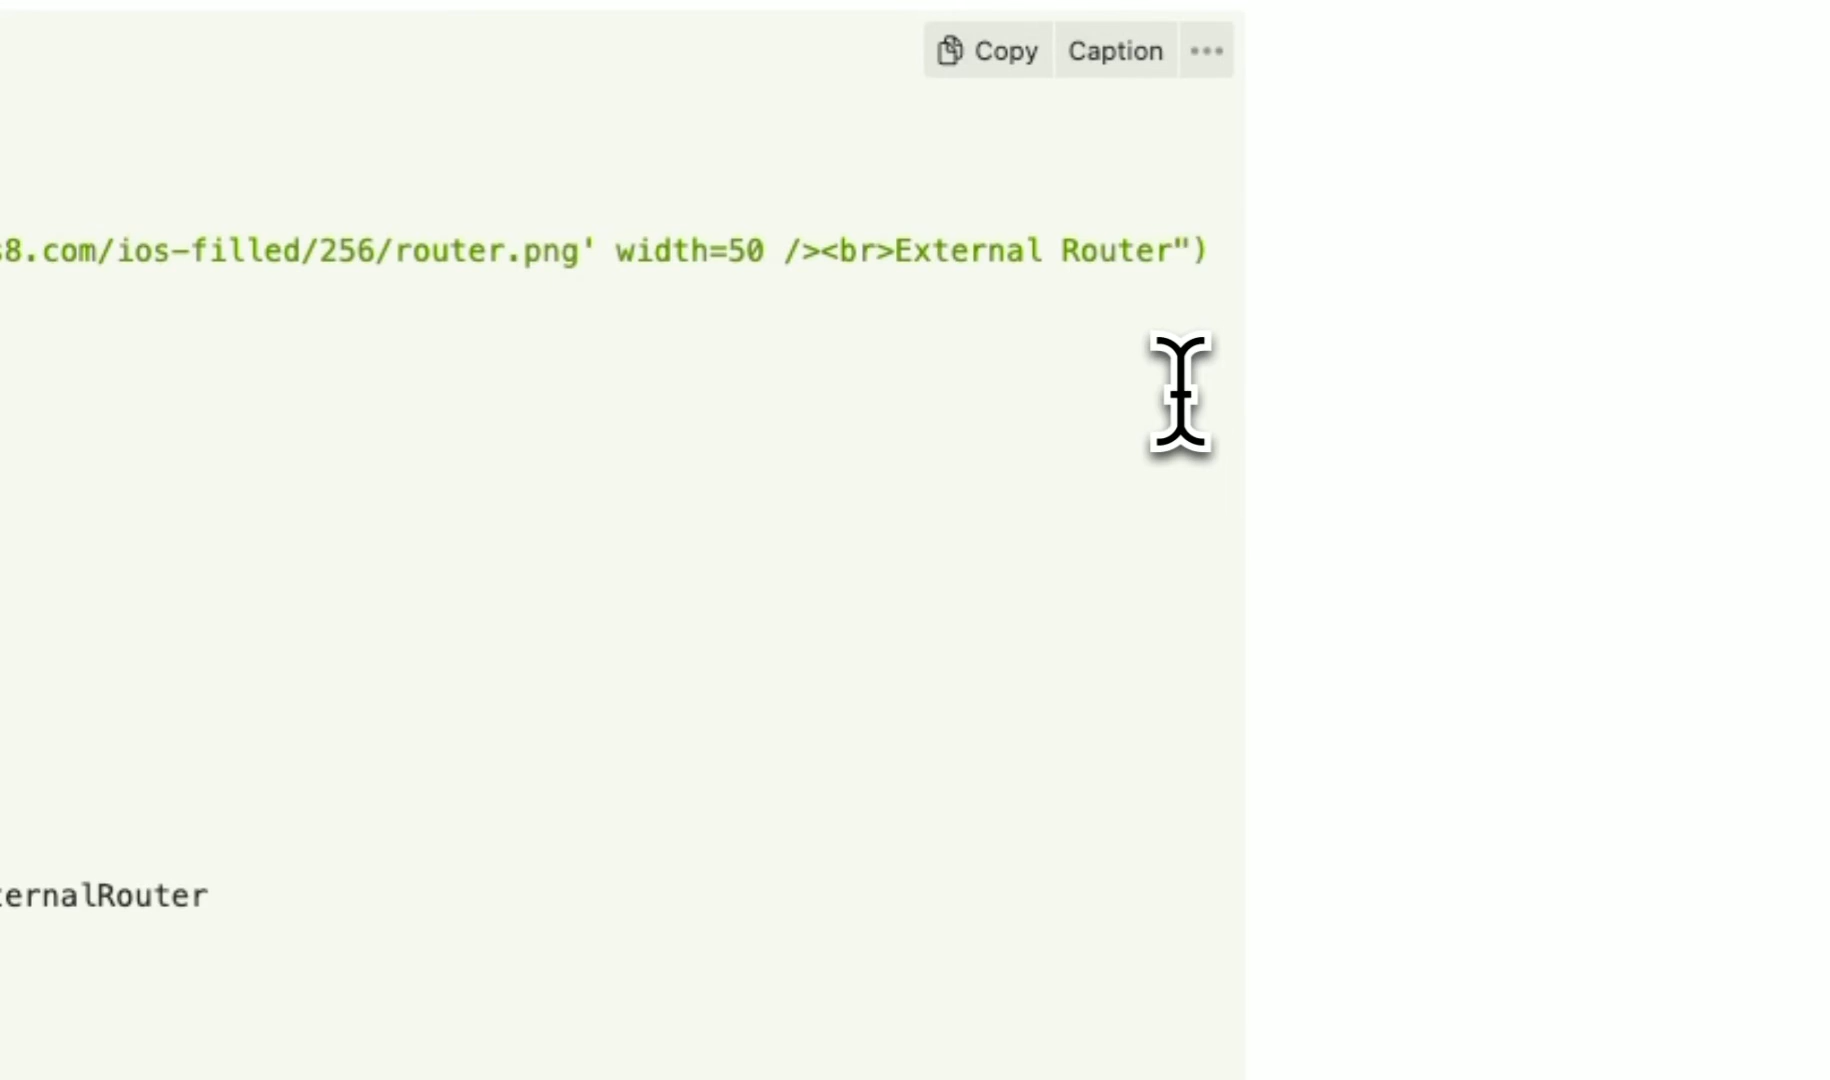 Copy Caption •••
8.com/ios-filled/256/router.png' width=50 /><br>External Router")
ernalRouter